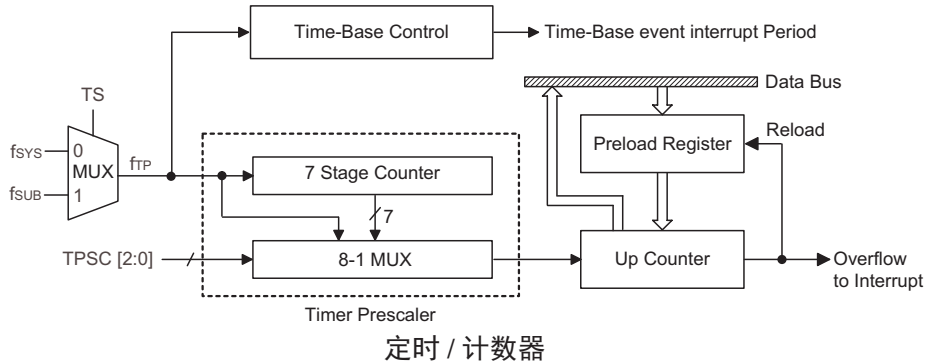 Time-Base Control
Time-Base event interrupt Period
Data Bus
TS
Preload Register
Reload
fSYS
0
MUX
fTP
fSUB
1
7 Stage Counter
7
TPSC [2:0]
8-1 MUX
Up Counter
Overflow
to Interrupt
Timer Prescaler
定时 / 计数器